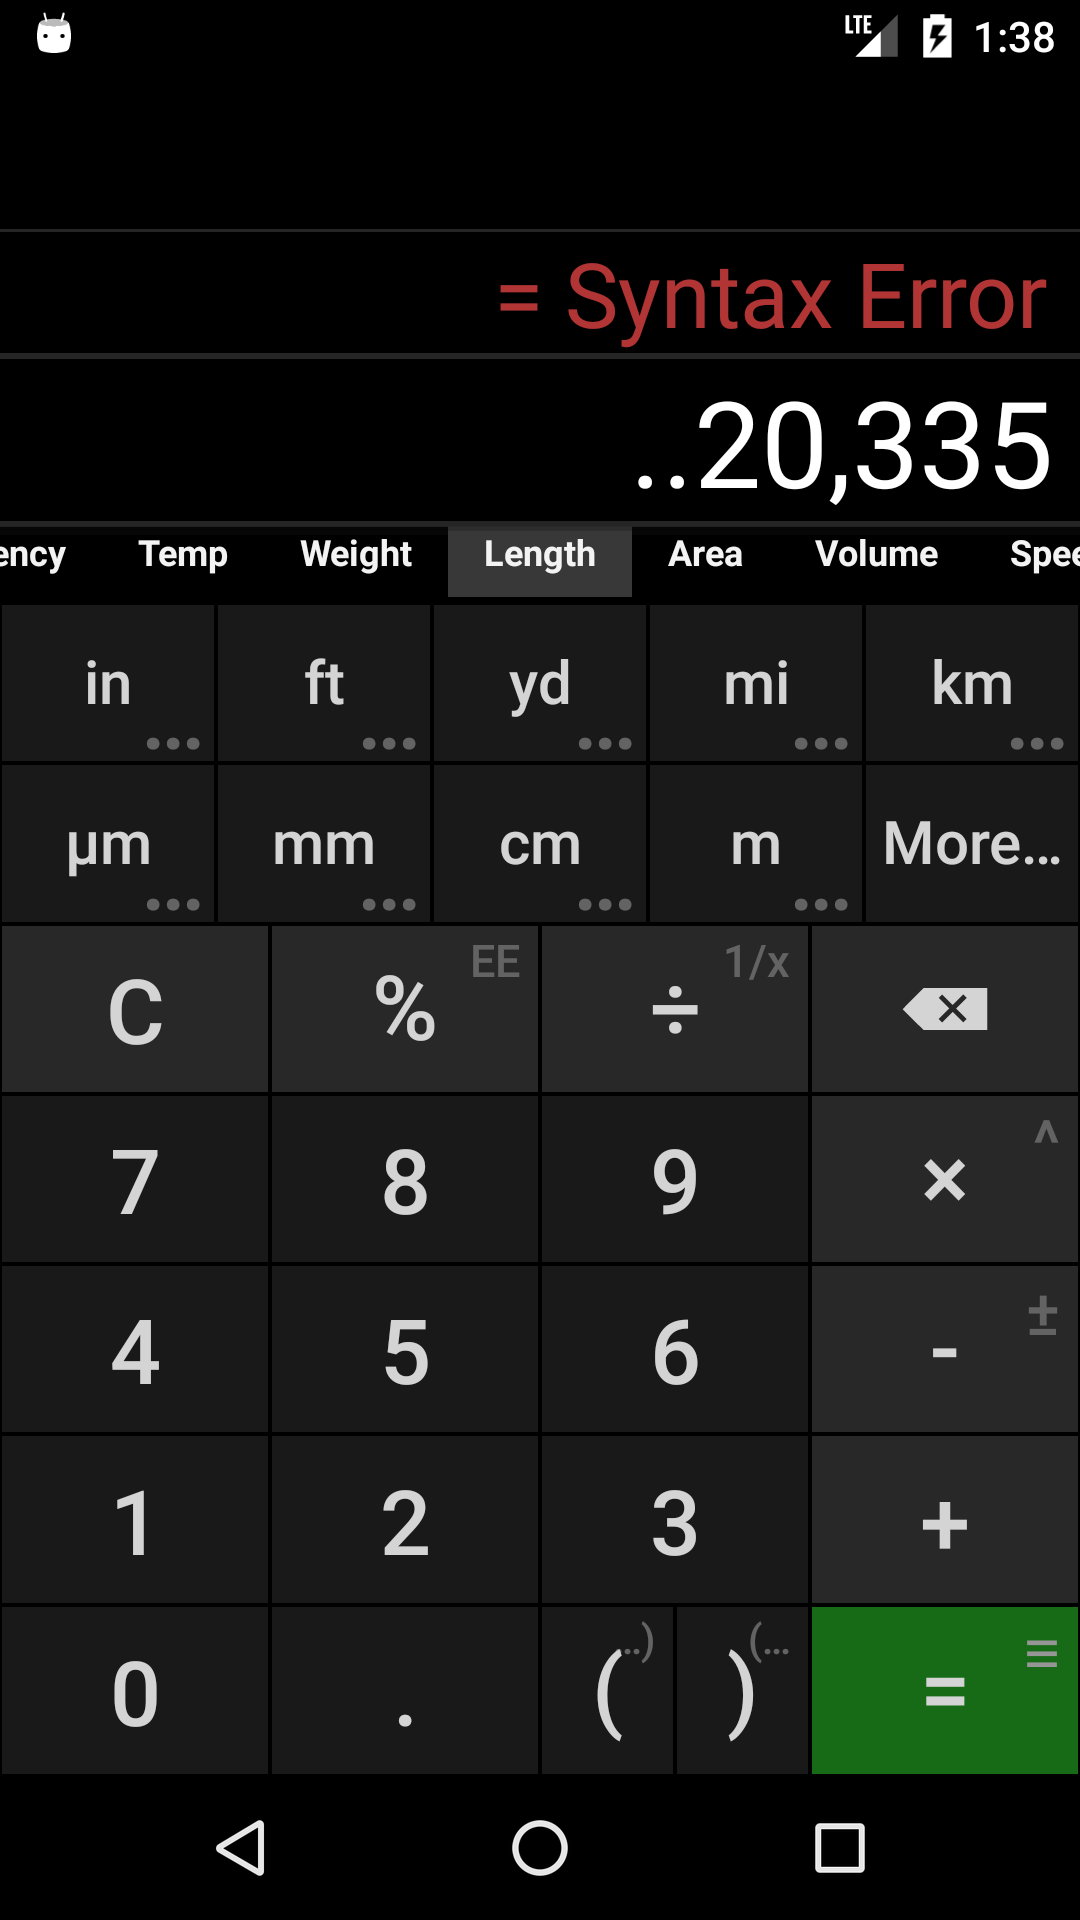 LTE 1:38
= Syntax Error
..20,335
ency Temp Weight Length Area Volume Spee
in ft yd mi km
µm mm cm m More...
C % EE ÷ 1/x
7 8 9 × ^
4 5 6 - ±
1 2 3 +
0 . ( ..) ) (... =